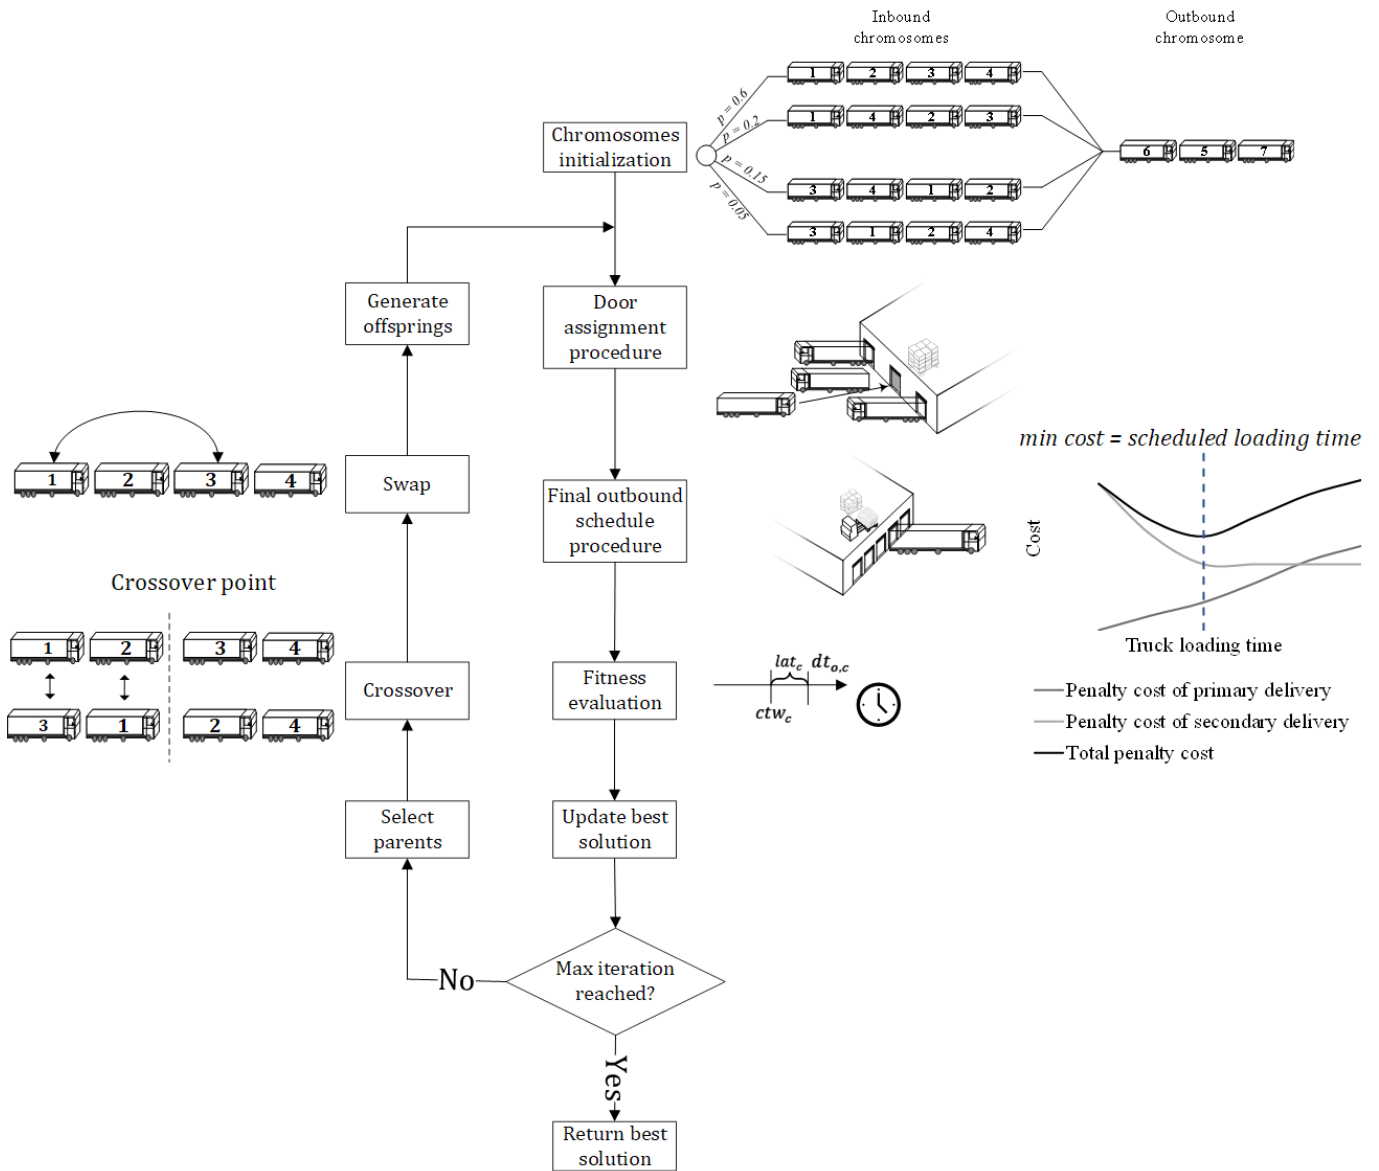 Inbound
chromosomes
Outbound
chromosome
1 2 3 4
p = 0.6
Chromosomes
initialization
p = 0.2
1 4 2 3
6 5 7
p = 0.15
3 4 1 2
p = 0.05
3 1 2 4
Generate
offsprings
Door
assignment
procedure
min cost = scheduled loading time
1 2 3 4
Swap
Final outbound
schedule
procedure
Cost
Crossover point
1 2 3 4
3 1 2 4
Crossover
Fitness
evaluation
lat_c dt_{o,c}
ctw_c
Truck loading time
Penalty cost of primary delivery
Penalty cost of secondary delivery
Total penalty cost
Select
parents
Update best
solution
No
Max iteration
reached?
Yes
Return best
solution